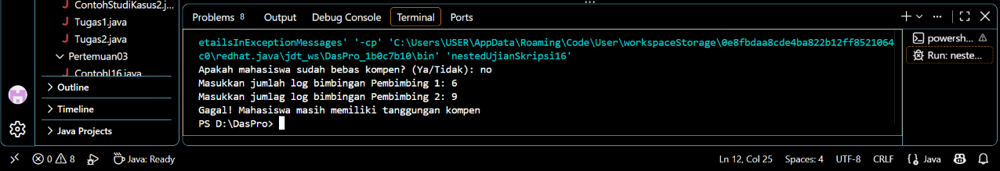 ContohStudiKasus2.j...
Tugas1.java
Tugas2.java
Pertemuan03
Contohl16.java
Outline
Timeline
Java Projects
Problems 8 Output Debug Console Terminal Ports
etailsInExceptionMessages' '-cp' 'C:\Users\USER\AppData\Roaming\Code\User\workspaceStorage\0e8fbdaa8cde4ba822b12ff8521064
c0\redhat.java\jdt_ws\DasPro_1b0c7b10\bin' 'nestedUjianSkripsi16'
Apakah mahasiswa sudah bebas kompen? (Ya/Tidak): no
Masukkan jumlah log bimbingan Pembimbing 1: 6
Masukkan jumlag log bimbingan Pembimbing 2: 9
Gagal! Mahasiswa masih memiliki tanggungan kompen
PS D:\DasPro>
powersh...
Run: neste...
0 8 Java: Ready Ln 12, Col 25 Spaces: 4 UTF-8 CRLF {} Java